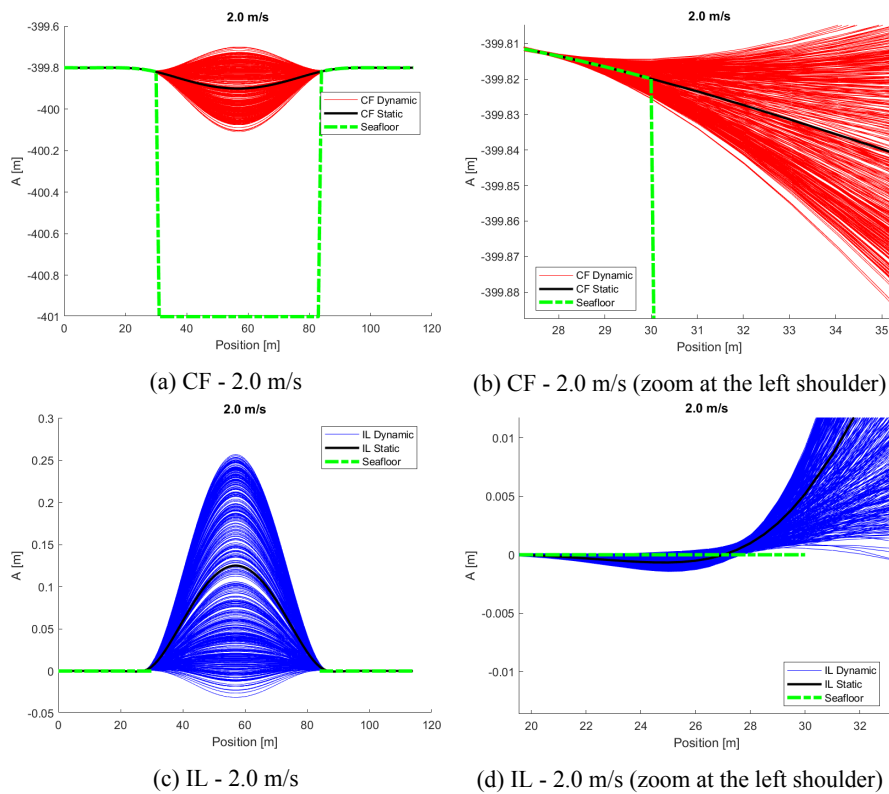 2.0 m/s
-399.6
-399.8
-400
-400.2
-400.4
-400.6
-400.8
-401
A [m]
0
20
40
60
80
100
120
Position [m]
CF Dynamic
CF Static
Seafloor
(a) CF - 2.0 m/s
2.0 m/s
-399.81
-399.82
-399.83
-399.84
-399.85
-399.86
-399.87
-399.88
A [m]
28
29
30
31
32
33
34
35
Position [m]
CF Dynamic
CF Static
Seafloor
(b) CF - 2.0 m/s (zoom at the left shoulder)
2.0 m/s
0.3
0.25
0.2
0.15
0.1
0.05
0
-0.05
A [m]
0
20
40
60
80
100
120
Position [m]
IL Dynamic
IL Static
Seafloor
(c) IL - 2.0 m/s
2.0 m/s
0.01
0.005
0
-0.005
-0.01
A [m]
20
22
24
26
28
30
32
Position [m]
IL Dynamic
IL Static
Seafloor
(d) IL - 2.0 m/s (zoom at the left shoulder)